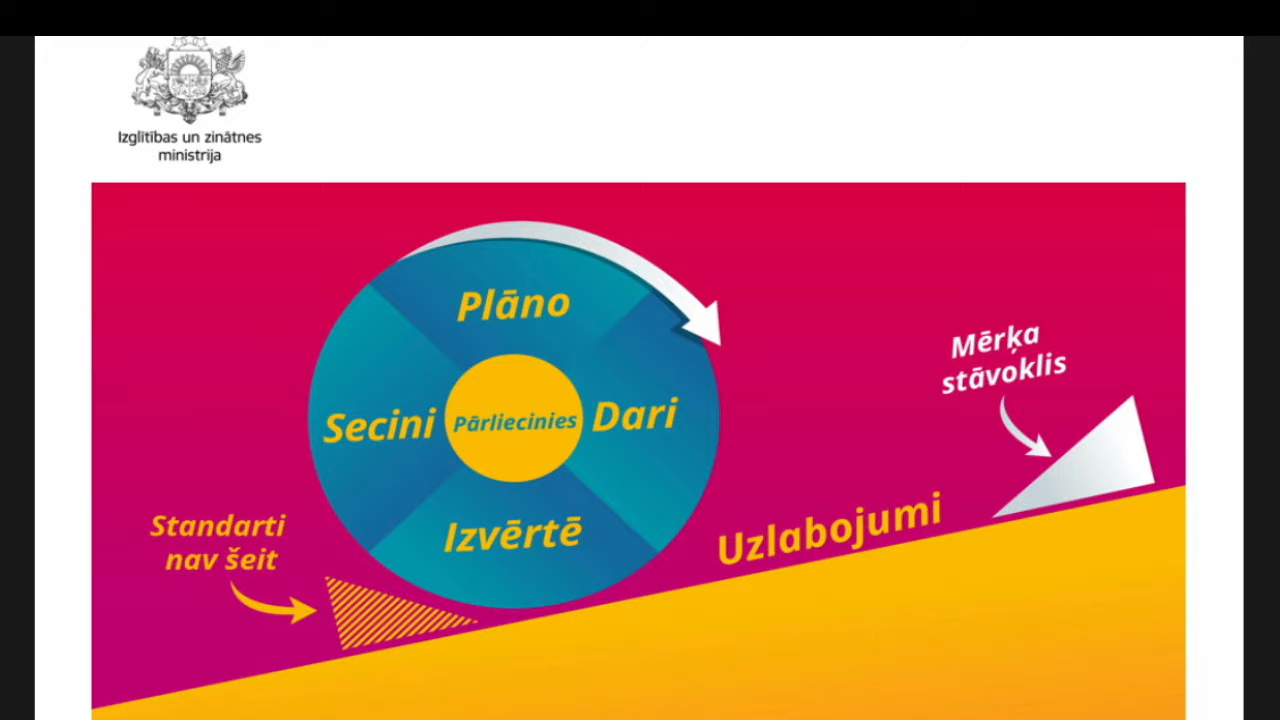 Izglītības un zinātnes
ministrija
Plāno
Secini
Pārliecinies
Dari
Izvērtē
Mērķa
stāvoklis
Standarti
nav šeit
Uzlabojumi